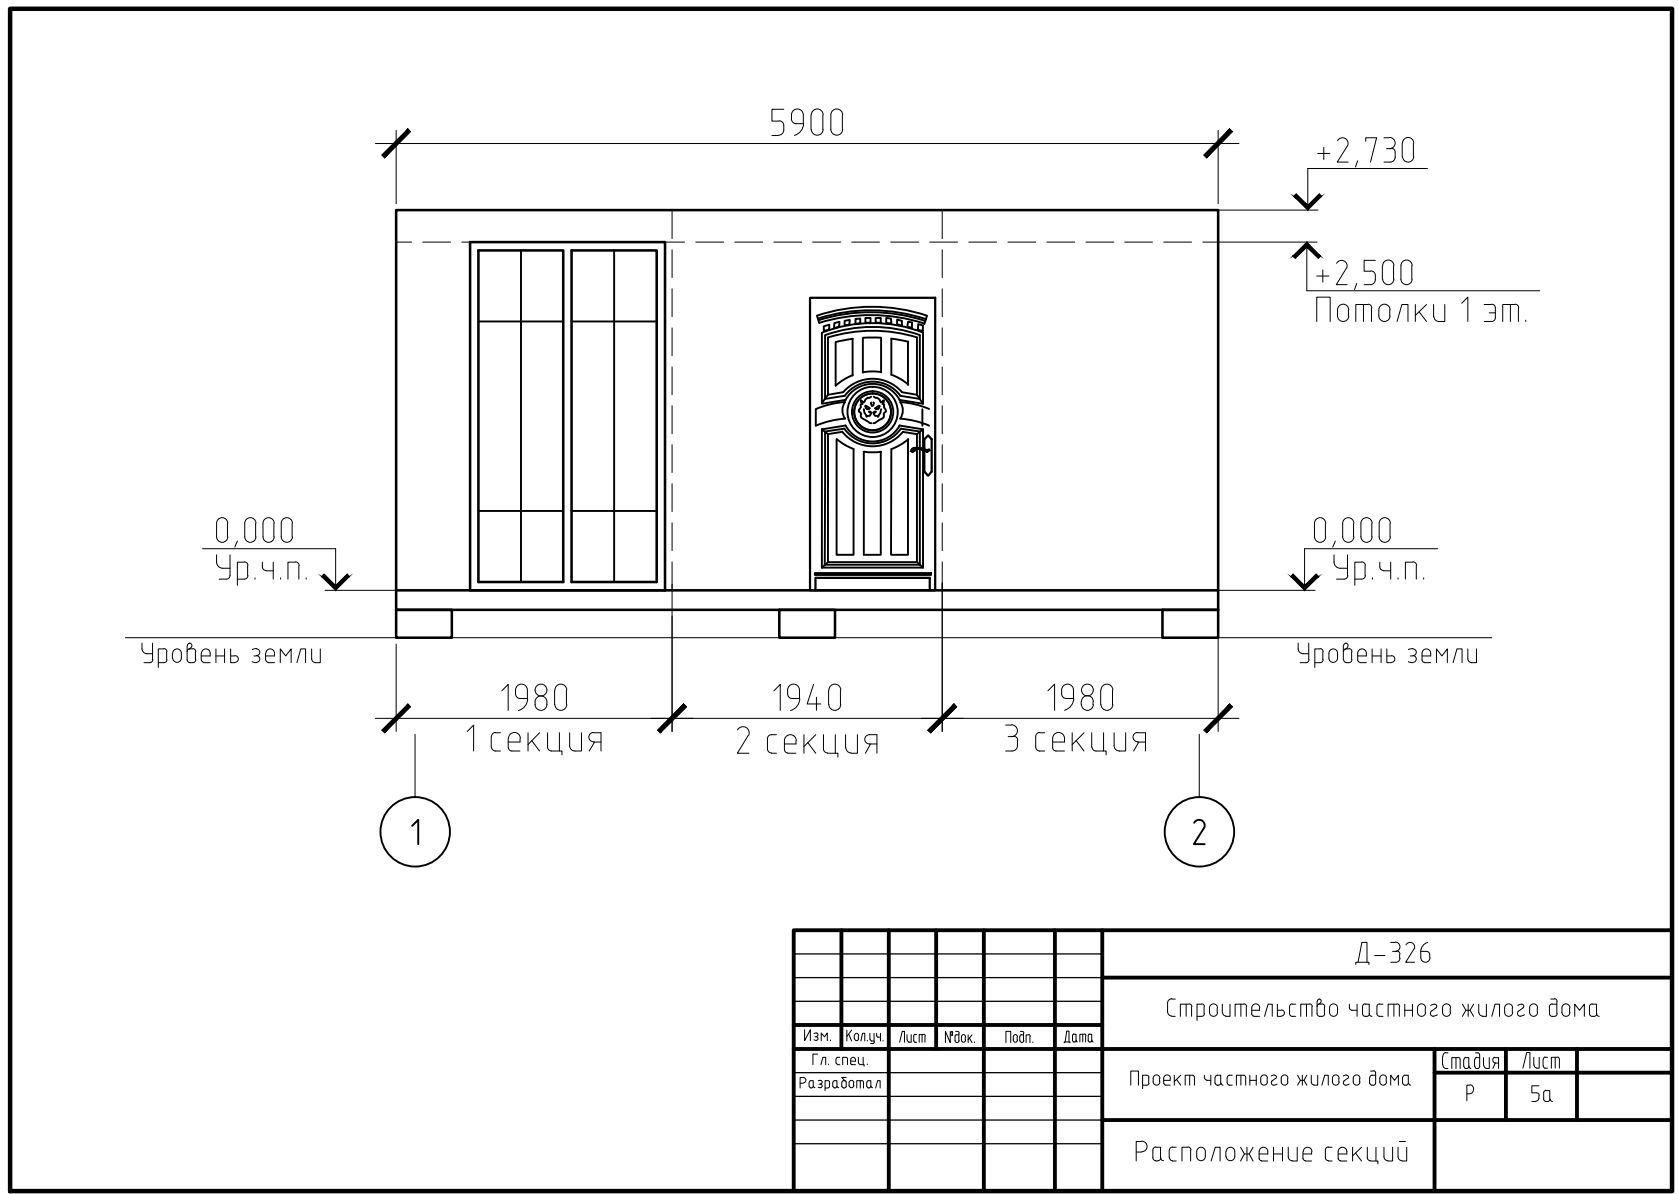 5900
+2,730
+2,500
Потолки 1 эт.
0,000
Ур.ч.п.
0,000
Ур.ч.п.
Уровень земли
Уровень земли
1980
1940
1980
1 секция
2 секция
3 секция
1
2
Д-326
Строительство частного жилого дома
Изм. Кол.уч. Лист №док. Подп. Дата
Гл. спец.
Разработал
Проект частного жилого дома
Стадия Лист
Р 5а
Расположение секций